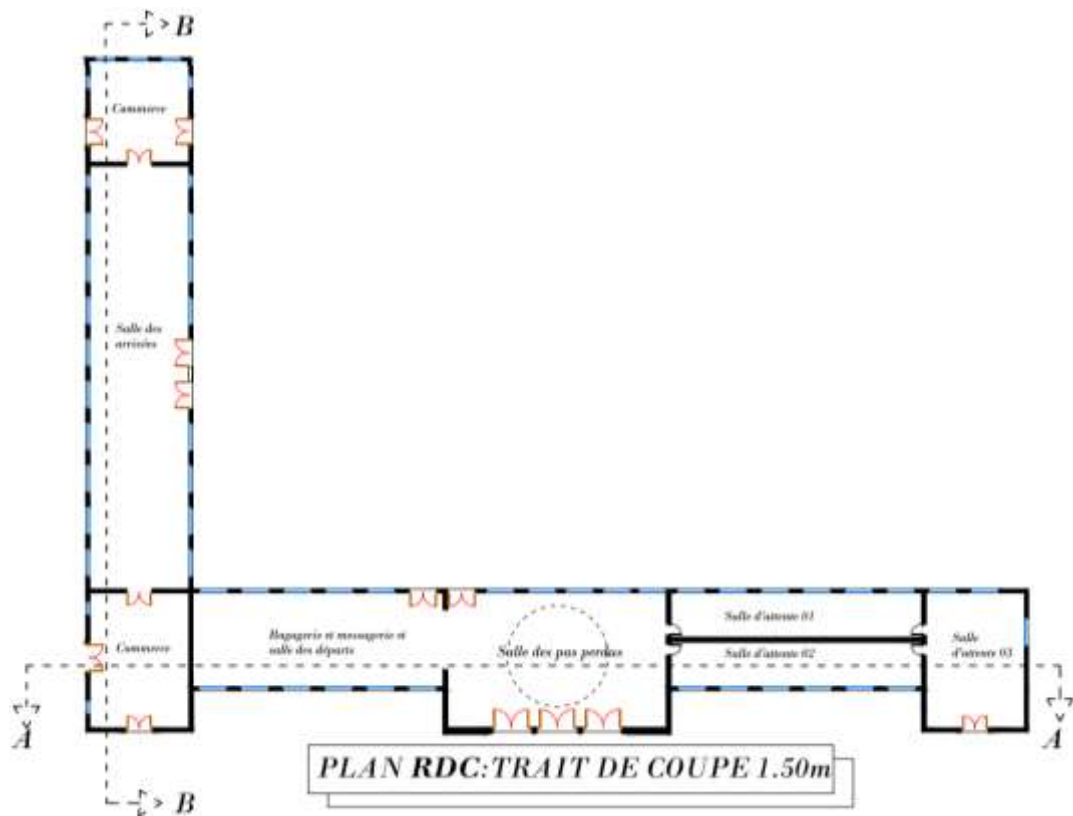 B
Commerce
Salle des
arrivées
Bagagerie et messagerie et
salle des départs
Salle d'attente 01
Commerce
Salle des pas perdus
Salle d'attente 02
Salle
d'attente 03
A
A
PLAN RDC:TRAIT DE COUPE 1.50m
B